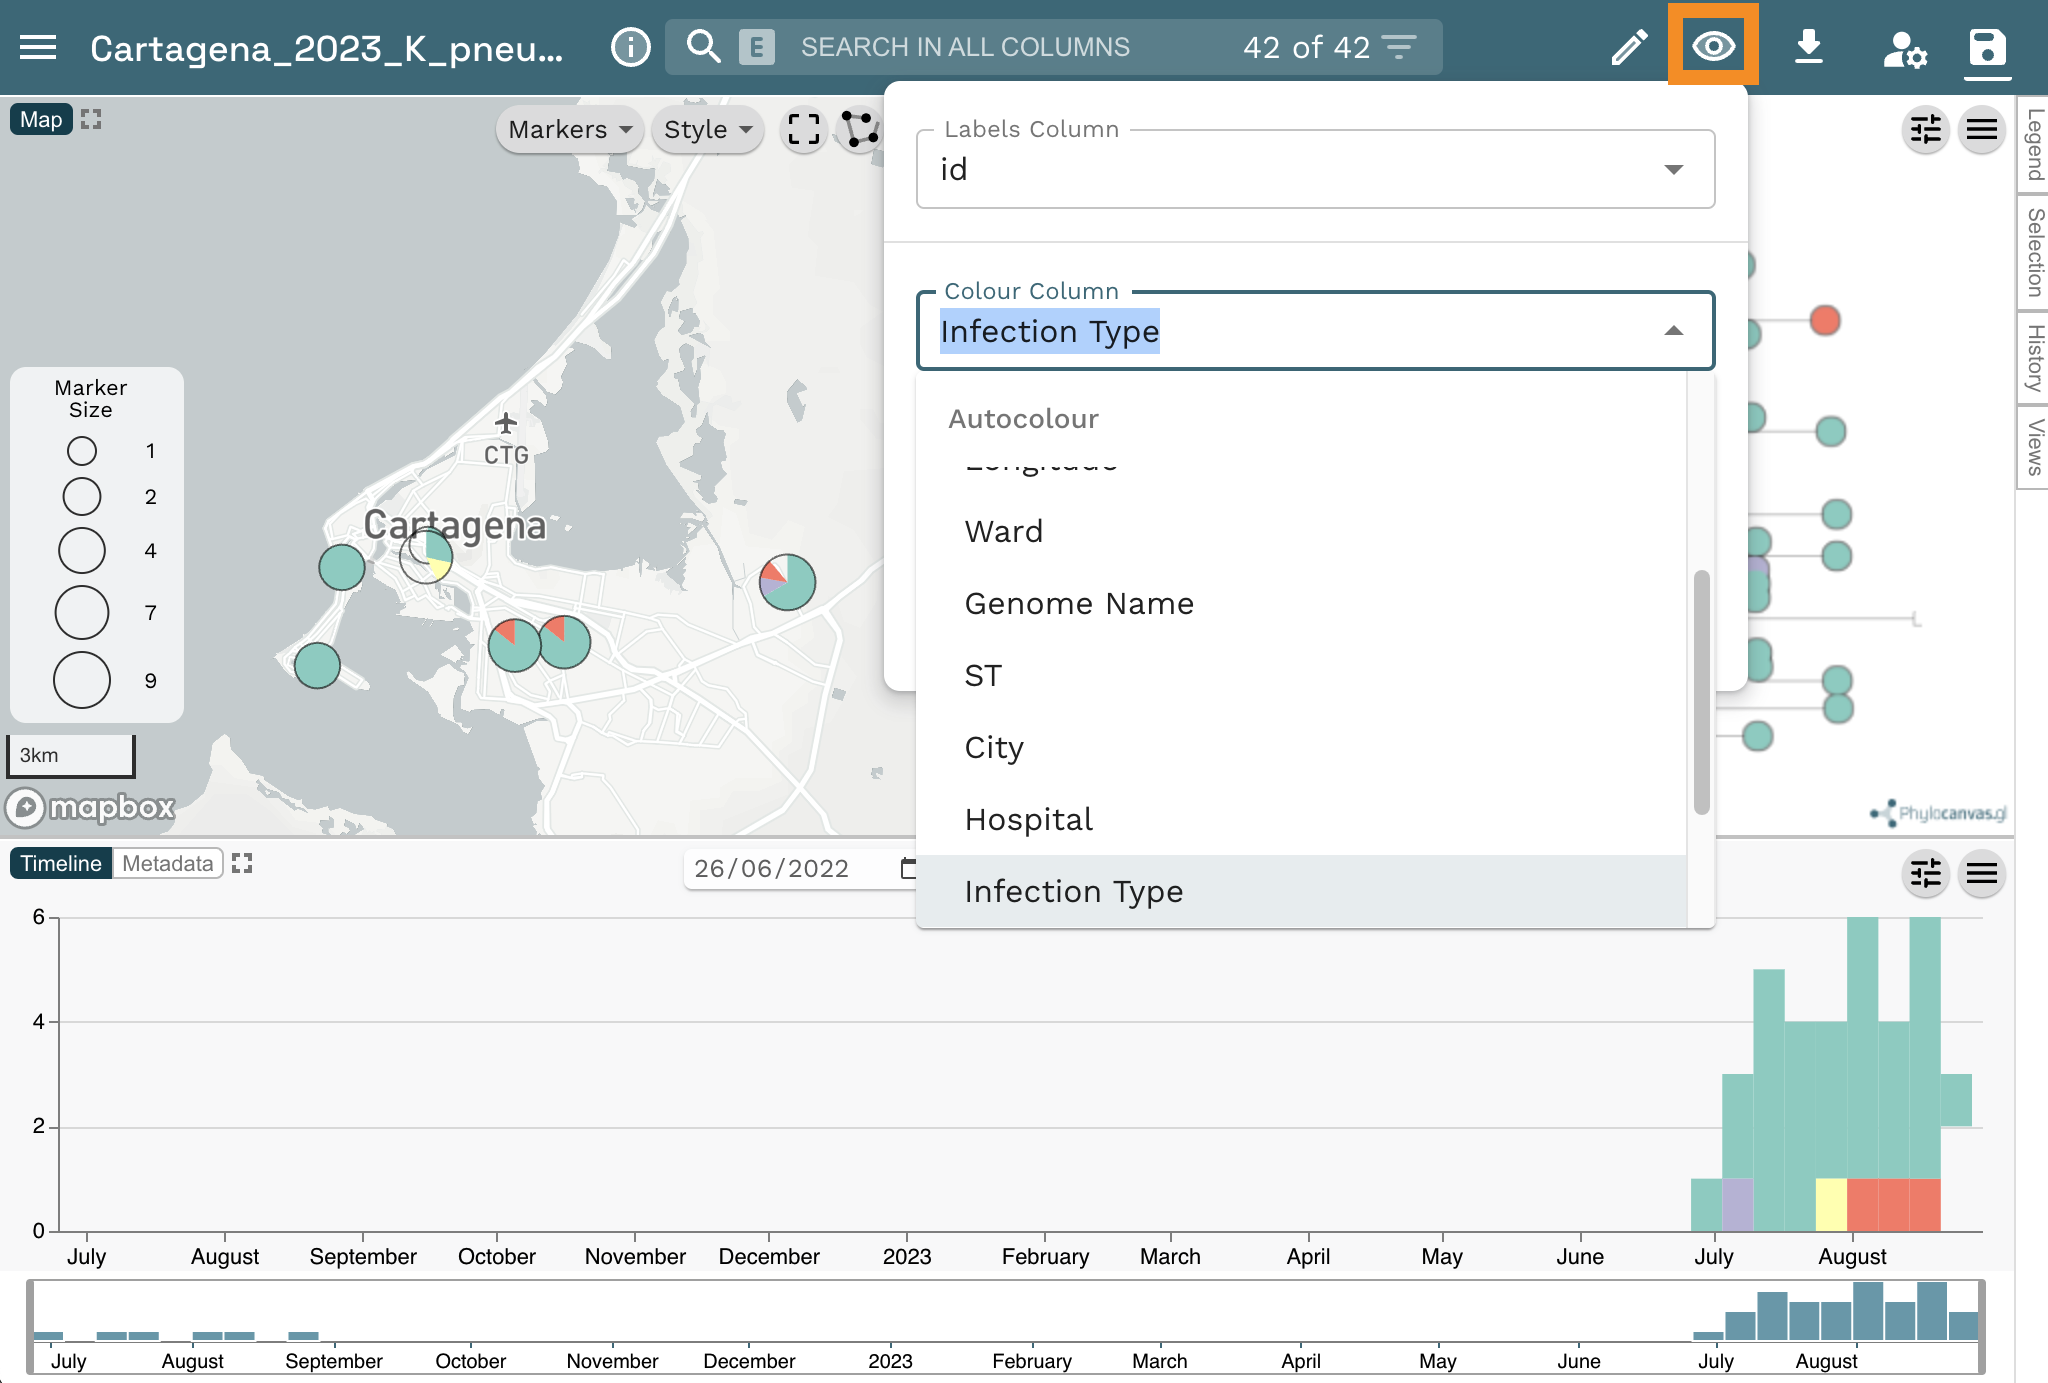 Cartagena_2023_K_pneu...
E
SEARCH IN ALL COLUMNS
42 of 42
Map
Markers
Style
Labels Column
id
Colour Column
Infection Type
Autocolour
Longitude
Ward
Genome Name
ST
City
Hospital
Infection Type
Legend
Selection
History
Views
Marker
Size
1
2
4
7
9
CTG
Cartagena
3km
mapbox
Phylocanvas.gl
Timeline
Metadata
26/06/2022
6
4
2
0
July August September October November December 2023 February March April May June July August
July August September October November December 2023 February March April May June July August